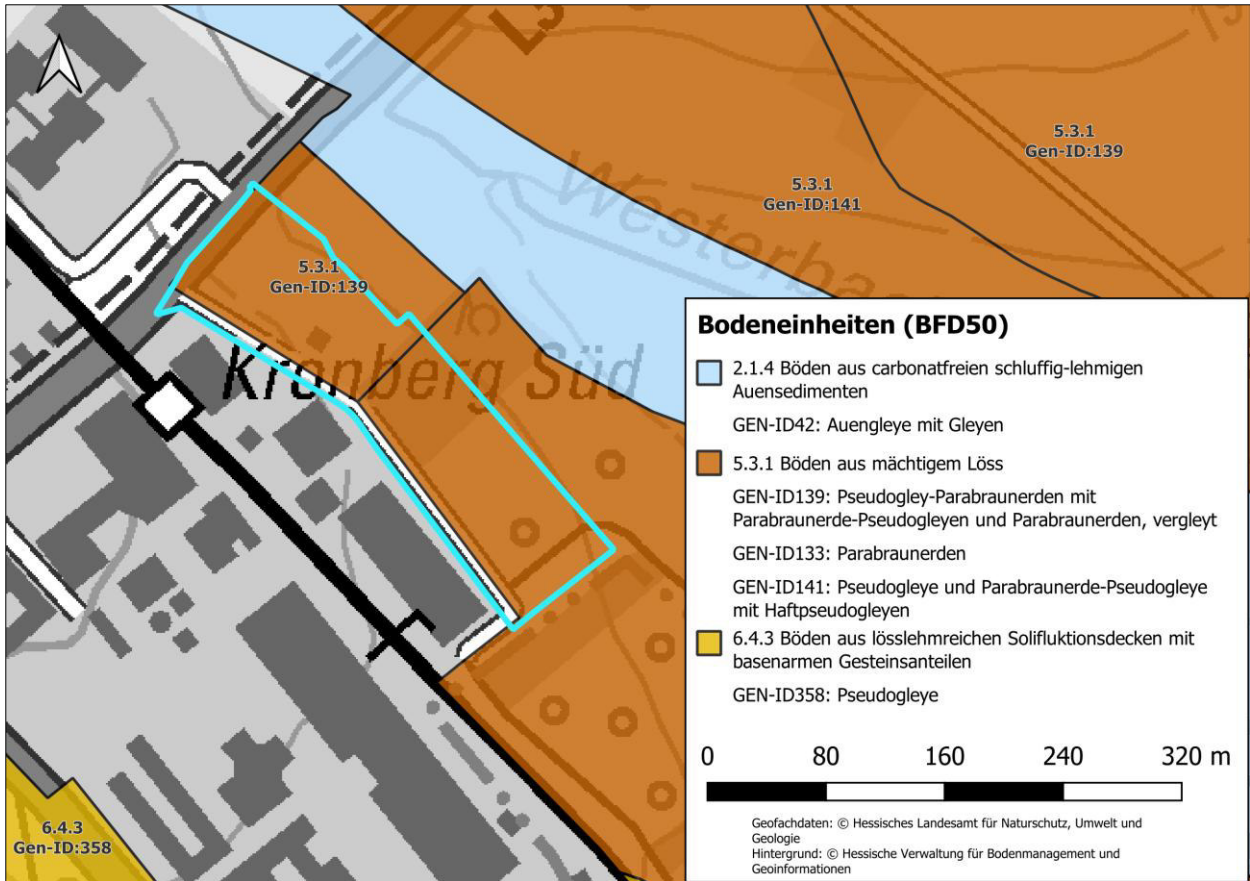 L3
5.3.1
Gen-ID:139
5.3.1
Gen-ID:141
5.3.1
Gen-ID:139
Kronberg Süd
6.4.3
Gen-ID:358
Bodeneinheiten (BFD50)
2.1.4 Böden aus carbonatfreien schluffig-lehmigen
Auensedimenten
GEN-ID42: Auengleye mit Gleyen
5.3.1 Böden aus mächtigem Löss
GEN-ID139: Pseudogley-Parabraunerden mit
Parabraunerde-Pseudogleyen und Parabraunerden, vergleyt
GEN-ID133: Parabraunerden
GEN-ID141: Pseudogleye und Parabraunerde-Pseudogleye
mit Haftpseudogleyen
6.4.3 Böden aus lösslehmreichen Solifluktionsdecken mit
basenarmen Gesteinsanteilen
GEN-ID358: Pseudogleye
0 80 160 240 320 m
Geofachdaten: © Hessisches Landesamt für Naturschutz, Umwelt und
Geologie
Hintergrund: © Hessische Verwaltung für Bodenmanagement und
Geoinformationen